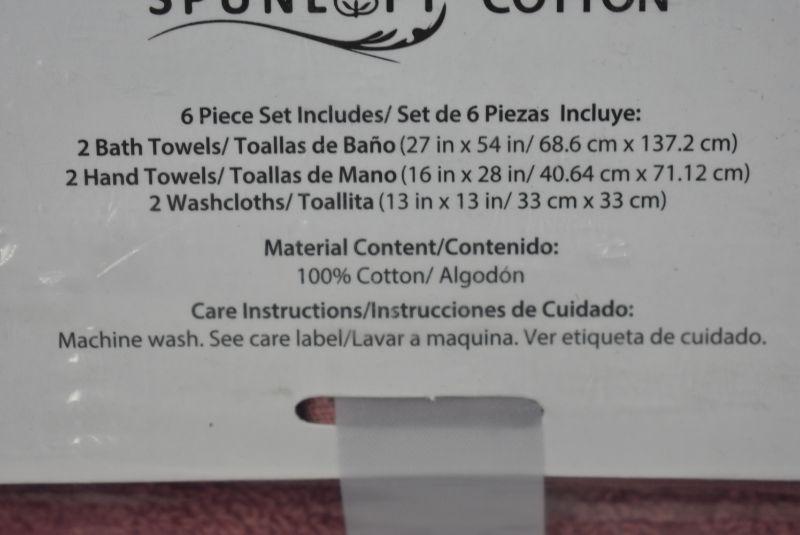 SPUNLOFT COTTON
6 Piece Set Includes/ Set de 6 Piezas Incluye:
2 Bath Towels/ Toallas de Baño (27 in x 54 in/ 68.6 cm x 137.2 cm)
2 Hand Towels/ Toallas de Mano (16 in x 28 in/ 40.64 cm x 71.12 cm)
2 Washcloths/ Toallita (13 in x 13 in/ 33 cm x 33 cm)
Material Content/Contenido:
100% Cotton/ Algodón
Care Instructions/Instrucciones de Cuidado:
Machine wash. See care label/Lavar a maquina. Ver etiqueta de cuidado.